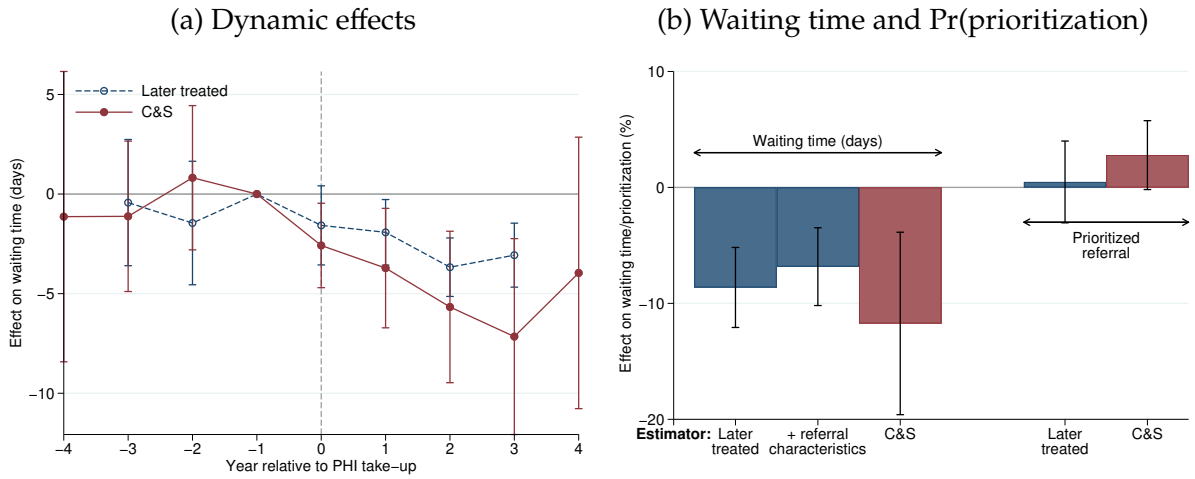 (a) Dynamic effects
Effect on waiting time (days)
5
0
−5
−10
Later treated
C&S
−4 −3 −2 −1 0 1 2 3 4
Year relative to PHI take−up
(b) Waiting time and Pr(prioritization)
Effect on waiting time/prioritization (%)
10
0
−10
−20
Waiting time (days)
Prioritized
referral
Estimator: Later
treated
+ referral
characteristics
C&S
Later
treated
C&S